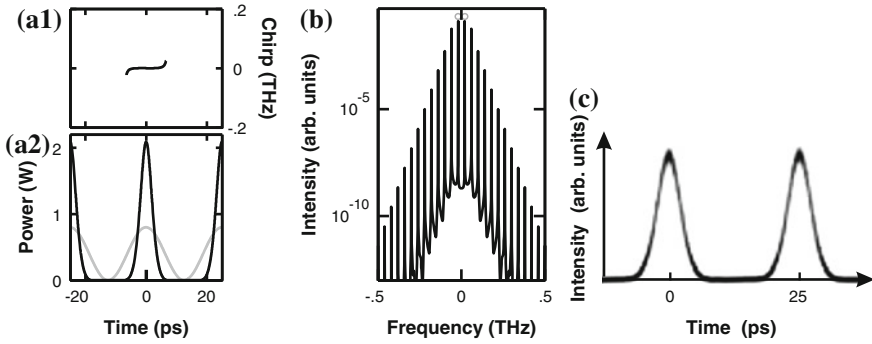 (a1)
.2
0
-.2
Chirp (THz)
(a2)
Power (W)
2
1
0
-20
0
20
Time (ps)
(b)
Intensity (arb. units)
10-5
10-10
-.5
0
.5
Frequency (THz)
(c)
Intensity (arb. units)
0
25
Time (ps)